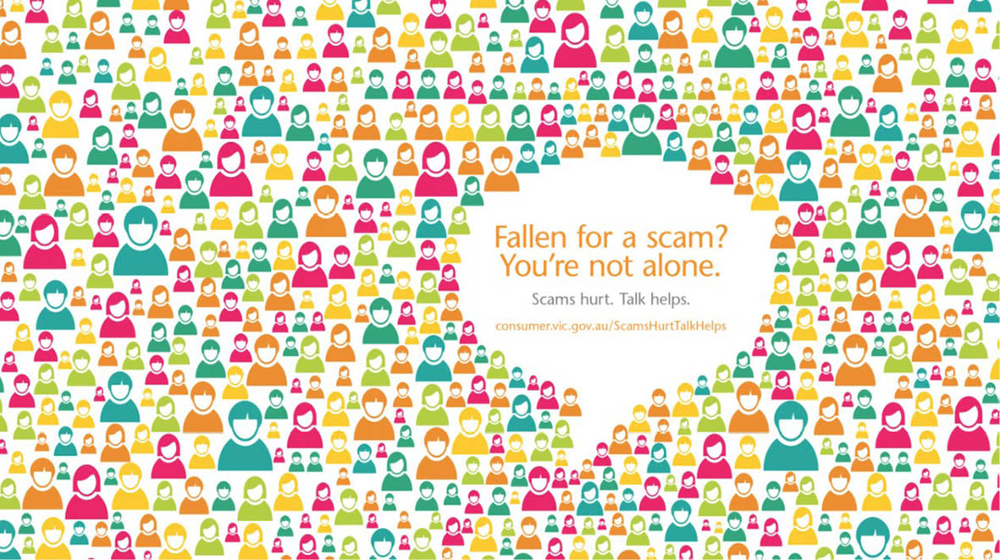 Fallen for a scam?
You're not alone.
Scams hurt. Talk helps.
consumer.vic.gov.au/ScamsHurtTalkHelps